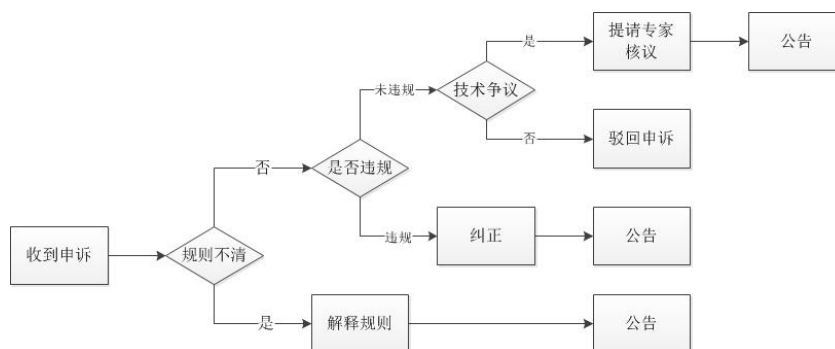 提请专家
核议
公告
是
未违规
技术争议
否
驳回申诉
否
是否违规
违规
纠正
公告
收到申诉
规则不清
是
解释规则
公告